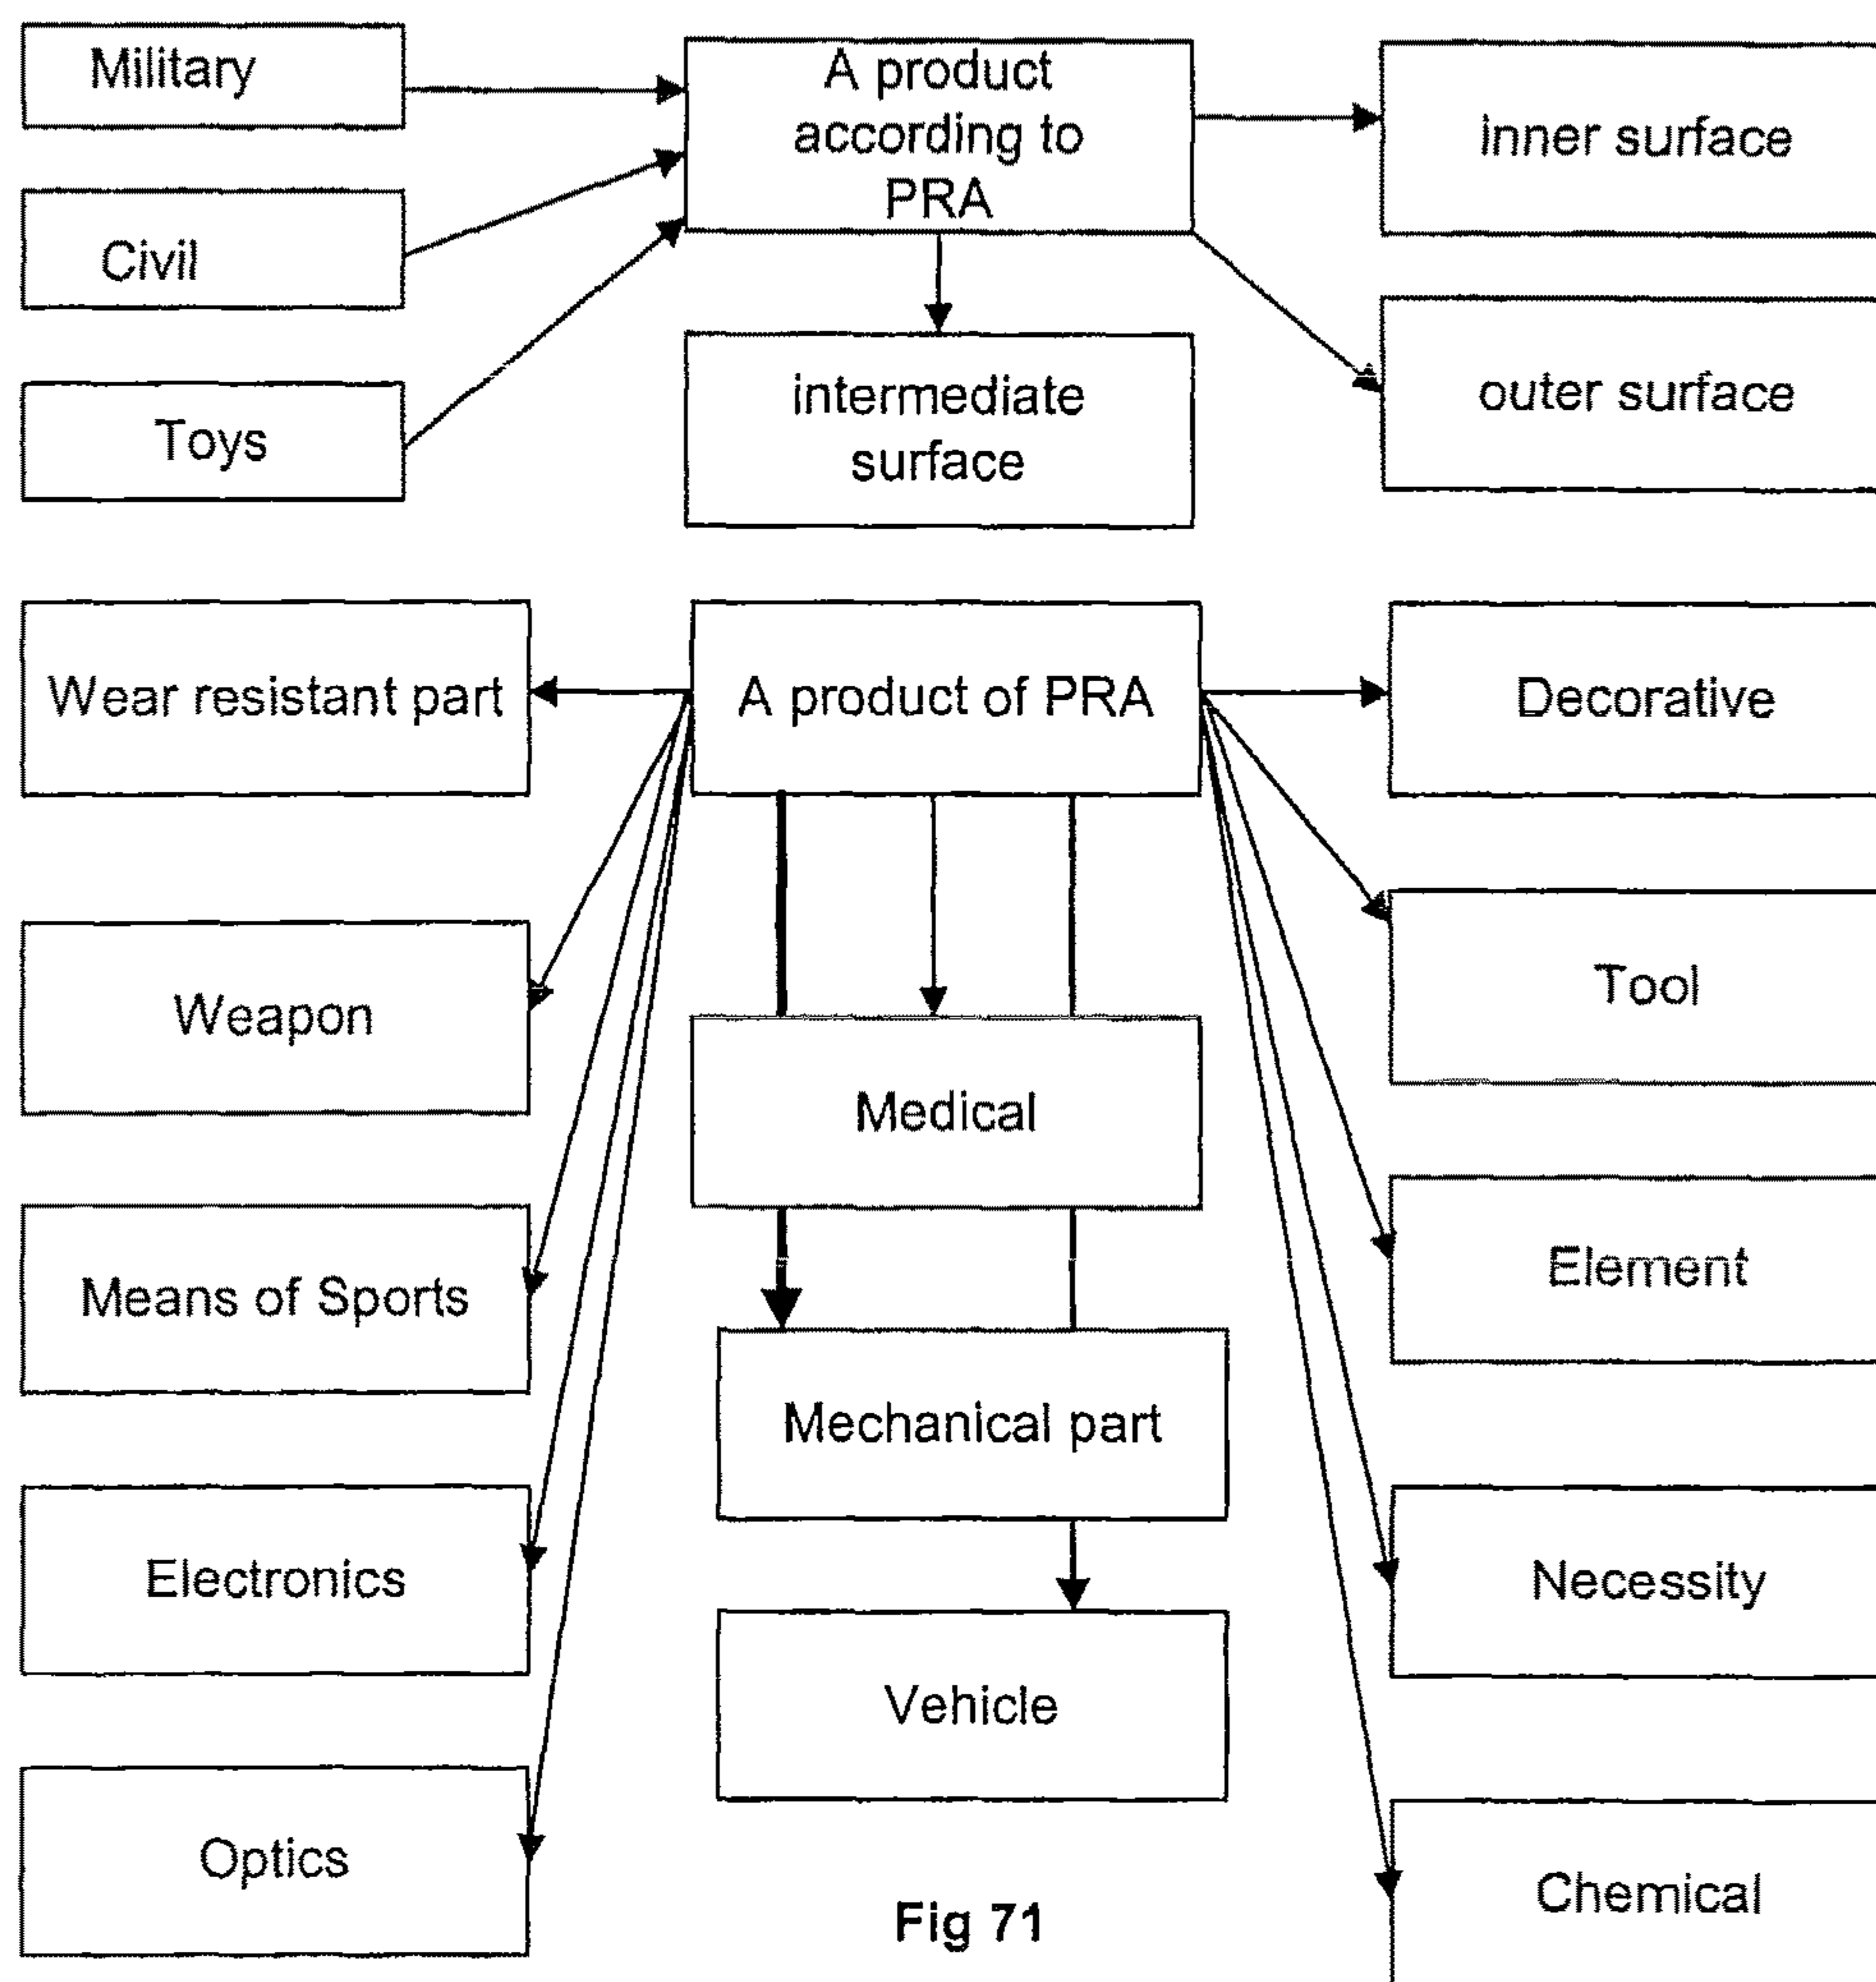 Military
A product
according to
PRA
Inner surface
Civil
Toys
intermediate
surface
outer surface
Wear resistant part
A product of PRA
Decorative
Weapon
Medical
Tool
Means of Sports
Mechanical part
Element
Electronics
Vehicle
Necessity
Optics
Chemical
Fig 71